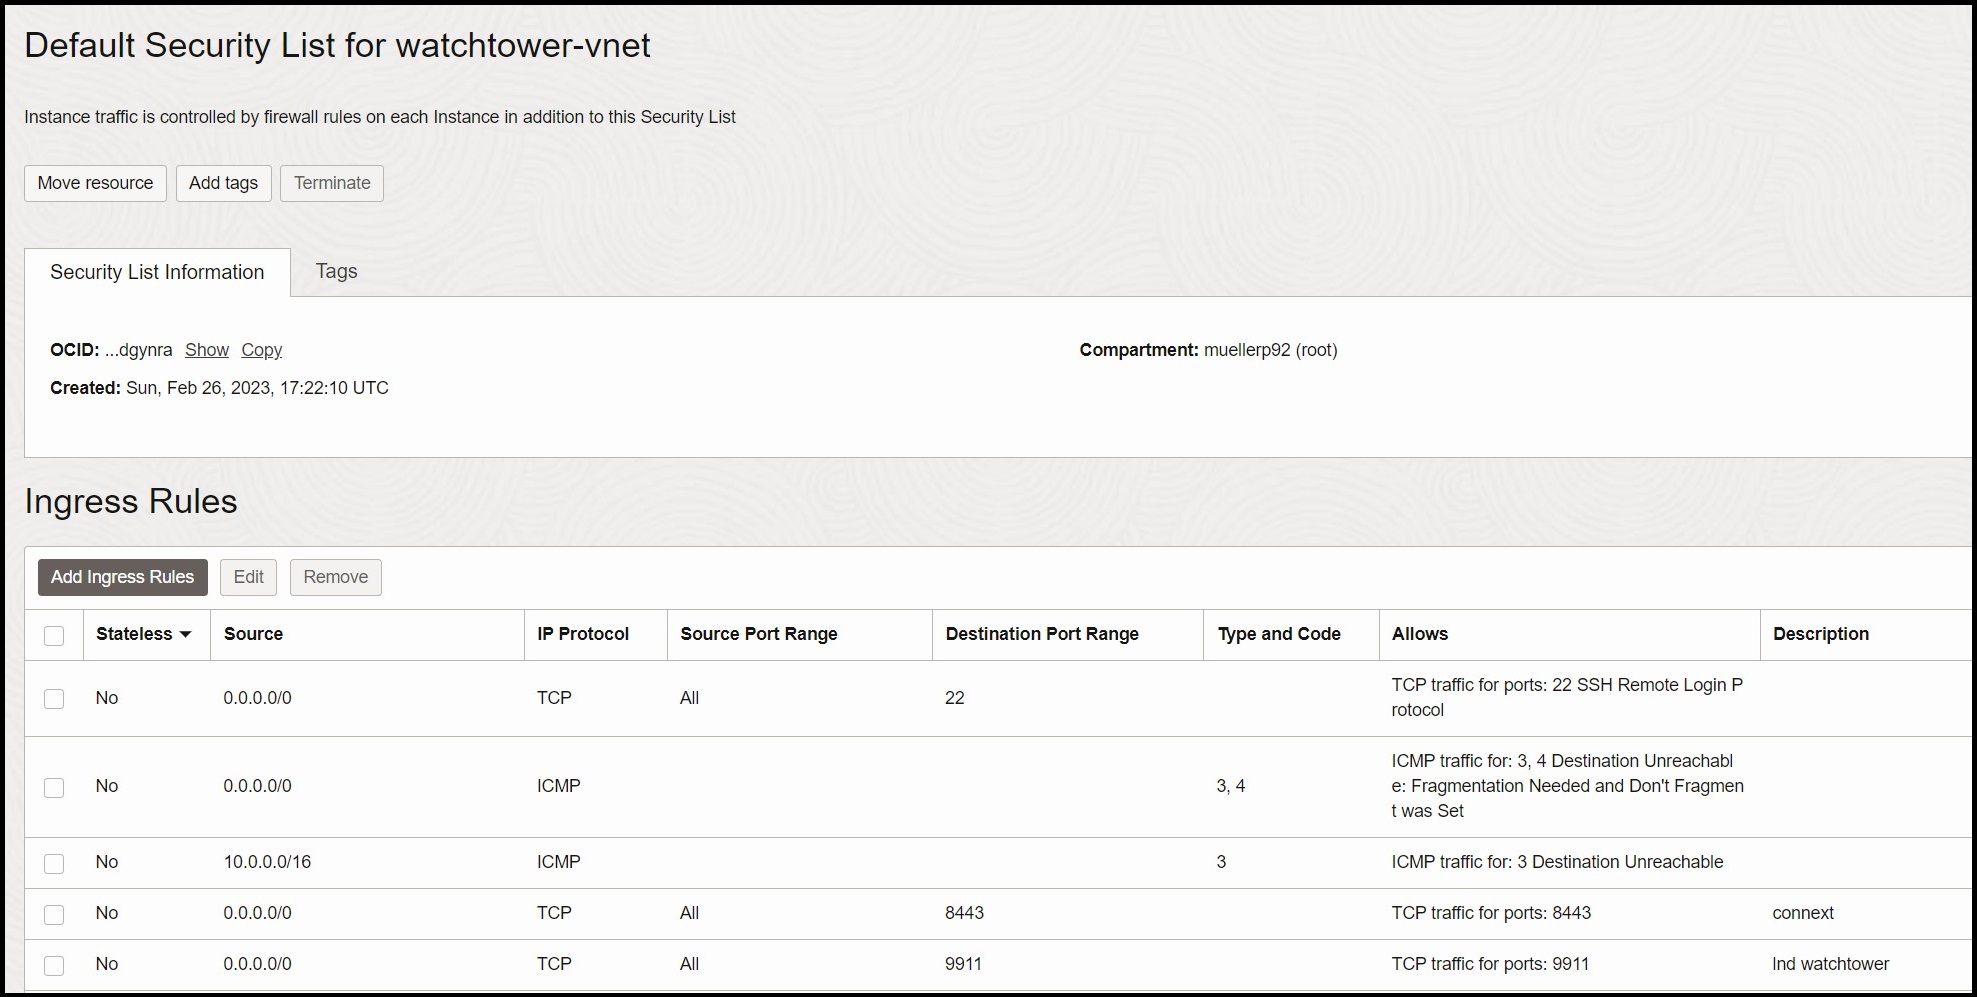 Default Security List for watchtower-vnet
Instance traffic is controlled by firewall rules on each Instance in addition to this Security List
Move resource Add tags Terminate
Security List Information Tags
OCID: ...dgynra Show Copy Compartment: muellerp92 (root)
Created: Sun, Feb 26, 2023, 17:22:10 UTC
Ingress Rules
Add Ingress Rules Edit Remove
Stateless Source IP Protocol Source Port Range Destination Port Range Type and Code Allows Description
No 0.0.0.0/0 TCP All 22 TCP traffic for ports: 22 SSH Remote Login P
rotocol
No 0.0.0.0/0 ICMP 3, 4 ICMP traffic for: 3, 4 Destination Unreachabl
e: Fragmentation Needed and Don't Fragmen
t was Set
No 10.0.0.0/16 ICMP 3 ICMP traffic for: 3 Destination Unreachable
No 0.0.0.0/0 TCP All 8443 TCP traffic for ports: 8443 connext
No 0.0.0.0/0 TCP All 9911 TCP traffic for ports: 9911 lnd watchtower